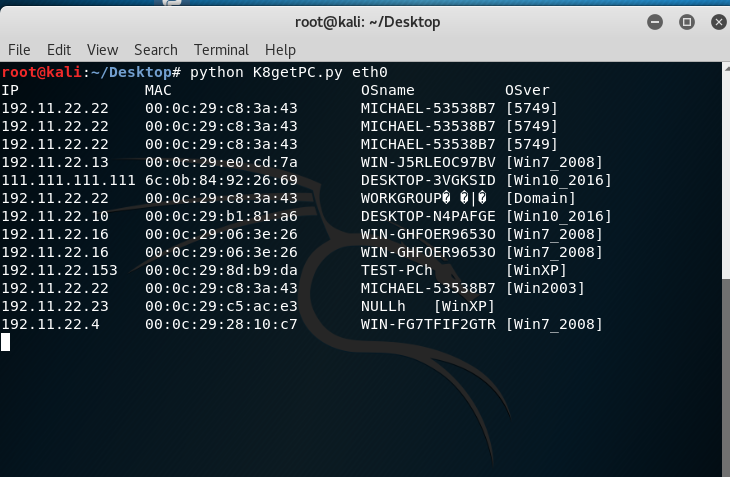 root@kali: ~/Desktop
File Edit View Search Terminal Help
root@kali:~/Desktop# python K8getPC.py eth0
IP MAC OSname OSver
192.11.22.22 00:0c:29:c8:3a:43 MICHAEL-53538B7 [5749]
192.11.22.22 00:0c:29:c8:3a:43 MICHAEL-53538B7 [5749]
192.11.22.22 00:0c:29:c8:3a:43 MICHAEL-53538B7 [5749]
192.11.22.13 00:0c:29:e0:cd:7a WIN-J5RLEOC97BV [Win7_2008]
111.111.111.111 6c:0b:84:92:26:69 DESKTOP-3VGKSID [Win10_2016]
192.11.22.22 00:0c:29:c8:3a:43 WORKGROUP� �|� [Domain]
192.11.22.10 00:0c:29:b1:81:a6 DESKTOP-N4PAFGE [Win10_2016]
192.11.22.16 00:0c:29:06:3e:26 WIN-GHFOER9653O [Win7_2008]
192.11.22.16 00:0c:29:06:3e:26 WIN-GHFOER9653O [Win7_2008]
192.11.22.153 00:0c:29:8d:b9:da TEST-PCh [WinXP]
192.11.22.22 00:0c:29:c8:3a:43 MICHAEL-53538B7 [Win2003]
192.11.22.23 00:0c:29:c5:ac:e3 NULLh [WinXP]
192.11.22.4 00:0c:29:28:10:c7 WIN-FG7TFIF2GTR [Win7_2008]